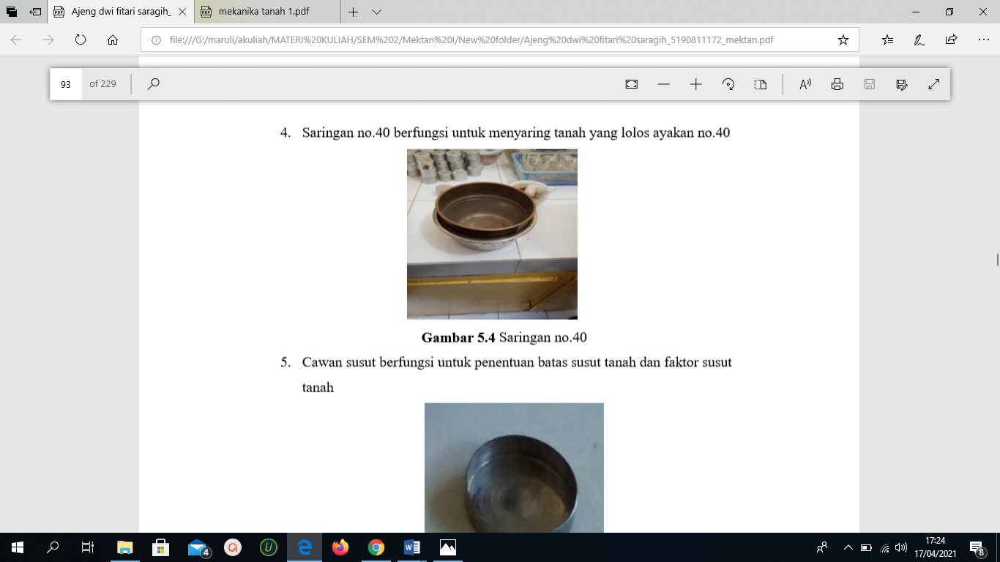 Ajeng dwi fitari saragih_
mekanika tanah 1.pdf
file:///G:/maruli/akuliah/MATERI%20KULIAH/SEM%202/Mektan%20I/New%20folder/Ajeng%20dwi%20fitari%20saragih_5190811172_mektan.pdf
93 of 229
4. Saringan no.40 berfungsi untuk menyaring tanah yang lolos ayakan no.40
Gambar 5.4 Saringan no.40
5. Cawan susut berfungsi untuk penentuan batas susut tanah dan faktor susut
tanah
4
17:24
17/04/2021
8